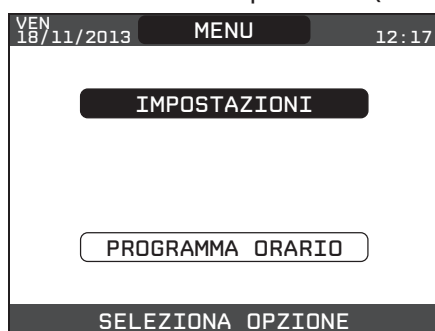 VEN
18/11/2013 MENU 12:17
IMPOSTAZIONI
PROGRAMMA ORARIO
SELEZIONA OPZIONE